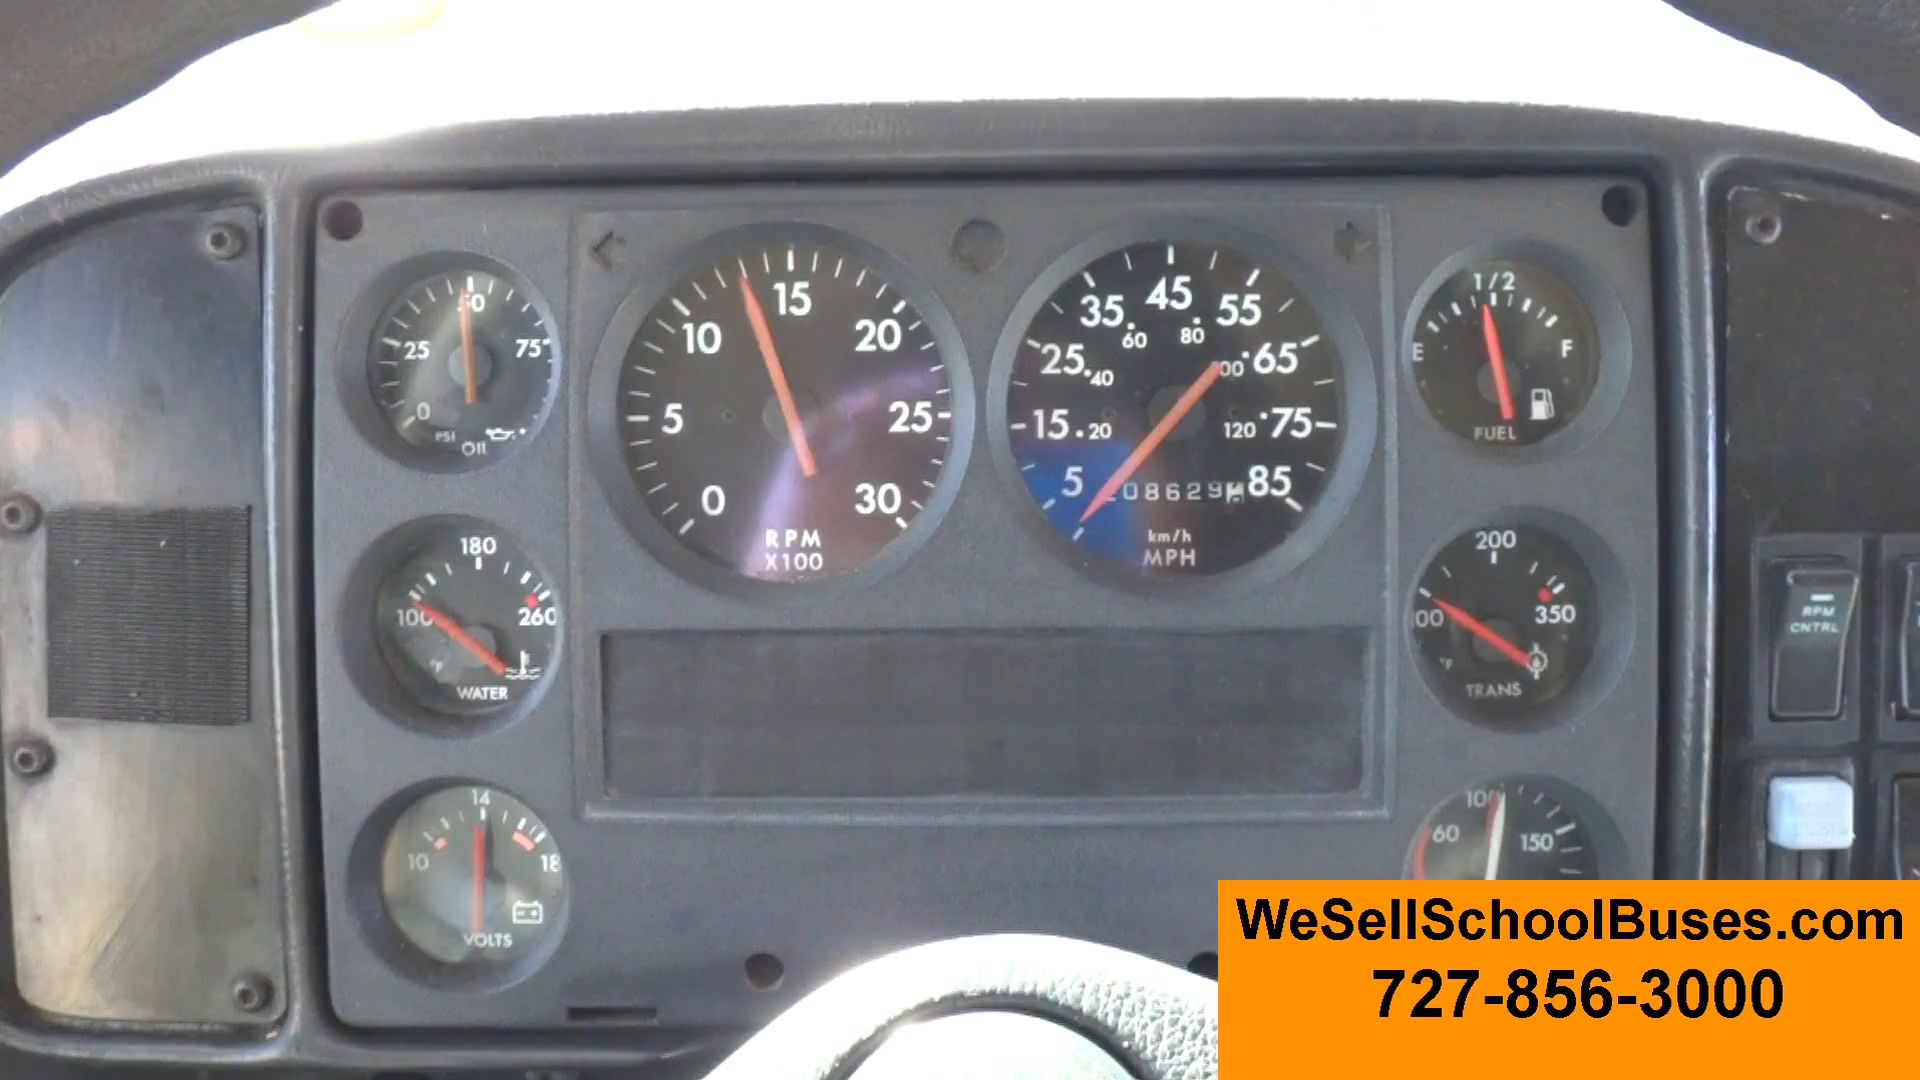 50
25
75
0
PSI
OIL
15
10
20
5
25
0
30
RPM
X100
45
35
55
60
80
25
65
40
15
20
120
75
5
85
km/h
MPH
1/2
E
F
FUEL
180
100
260
°F
WATER
200
350
°F
TRANS
RPM
CNTRL
14
10
18
VOLTS
100
60
150
WeSellSchoolBuses.com
727-856-3000